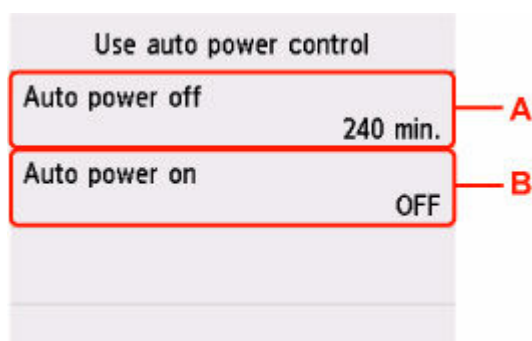 Use auto power control
Auto power off
240 min.
A
Auto power on
OFF
B